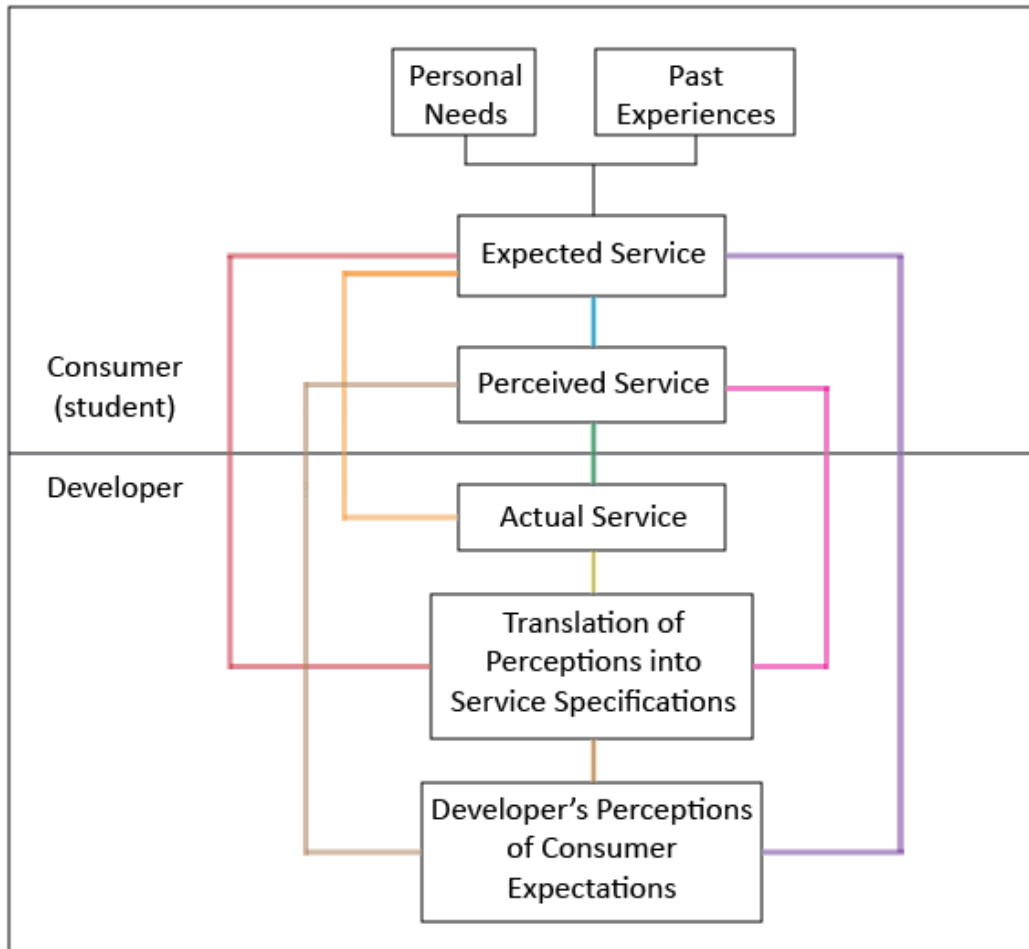 Personal
Needs
Past
Experiences
Expected Service
Consumer
(student)
Perceived Service
Developer
Actual Service
Translation of
Perceptions into
Service Specifications
Developer’s Perceptions
of Consumer
Expectations